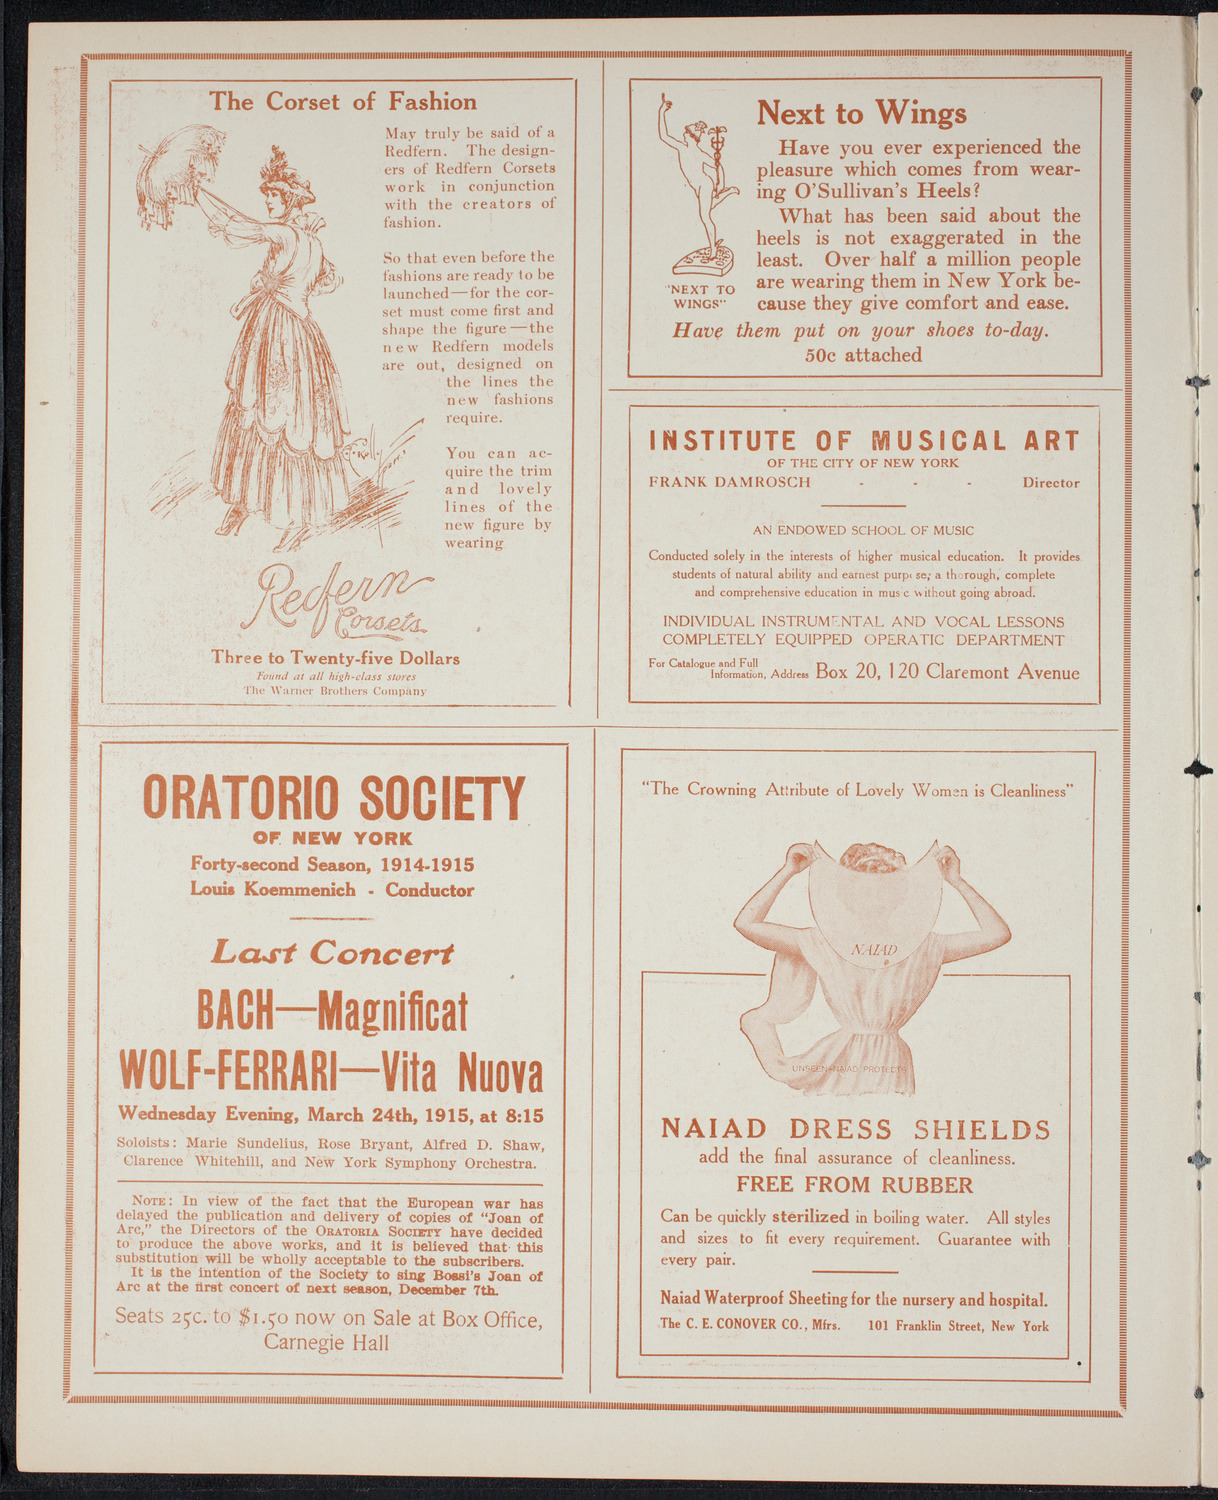 The Corset of Fashion
May truly be said of a
Redfern. The design-
ers of Redfern Corsets
work in conjunction
with the creators of
fashion.
So that even before the
fashions are ready to be
launched—for the cor-
set must come first and
shape the figure—the
new Redfern models
are out, designed on
the lines the
new fashions
require.
You can ac-
quire the trim
and lovely
lines of the
new figure by
wearing
Redfern
Corsets
Three to Twenty-five Dollars
Found at all high-class stores
The Warner Brothers Company
Next to Wings
Have you ever experienced the
pleasure which comes from wear-
ing O'Sullivan's Heels?
What has been said about the
heels is not exaggerated in the
least. Over half a million people
are wearing them in New York be-
cause they give comfort and ease.
"NEXT TO
WINGS"
Have them put on your shoes to-day.
50c attached
INSTITUTE OF MUSICAL ART
OF THE CITY OF NEW YORK
FRANK DAMROSCH - - - Director
AN ENDOWED SCHOOL OF MUSIC
Conducted solely in the interests of higher musical education. It provides
students of natural ability and earnest purpose; a thorough, complete
and comprehensive education in music without going abroad.
INDIVIDUAL INSTRUMENTAL AND VOCAL LESSONS
COMPLETELY EQUIPPED OPERATIC DEPARTMENT
For Catalogue and Full
Information, Address Box 20, 120 Claremont Avenue
ORATORIO SOCIETY
OF NEW YORK
Forty-second Season, 1914-1915
Louis Koemmenich - Conductor
Last Concert
BACH—Magnificat
WOLF-FERRARI—Vita Nuova
Wednesday Evening, March 24th, 1915, at 8:15
Soloists: Marie Sundelius, Rose Bryant, Alfred D. Shaw,
Clarence Whitehill, and New York Symphony Orchestra.
NOTE: In view of the fact that the European war has
delayed the publication and delivery of copies of "Joan of
Arc," the Directors of the ORATORIA SOCIETY have decided
to produce the above works, and it is believed that this
substitution will be wholly acceptable to the subscribers.
It is the intention of the Society to sing Bossi's Joan of
Arc at the first concert of next season, December 7th.
Seats 25c. to $1.50 now on Sale at Box Office,
Carnegie Hall
"The Crowning Attribute of Lovely Women is Cleanliness"
NAIAD
UNSEEN-NAIAD PROTECTS
NAIAD DRESS SHIELDS
add the final assurance of cleanliness.
FREE FROM RUBBER
Can be quickly sterilized in boiling water. All styles
and sizes to fit every requirement. Guarantee with
every pair.
Naiad Waterproof Sheeting for the nursery and hospital.
The C. E. CONOVER CO., Mfrs. 101 Franklin Street, New York